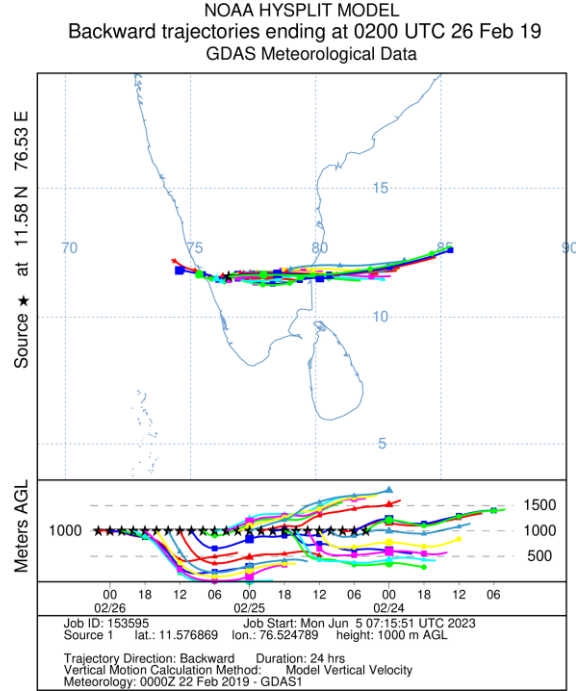 NOAA HYSPLIT MODEL
Backward trajectories ending at 0200 UTC 26 Feb 19
GDAS Meteorological Data
Source ★ at 11.58 N 76.53 E
15
70 75 80 85 90
10
5
Meters AGL
1500
1000 1000
500
00 18 12 06 00 18 12 06 00 18 12 06
02/26 02/25 02/24
Job ID: 153595 Job Start: Mon Jun 5 07:15:51 UTC 2023
Source 1 lat.: 11.576869 lon.: 76.524789 height: 1000 m AGL
Trajectory Direction: Backward Duration: 24 hrs
Vertical Motion Calculation Method: Model Vertical Velocity
Meteorology: 0000Z 22 Feb 2019 - GDAS1